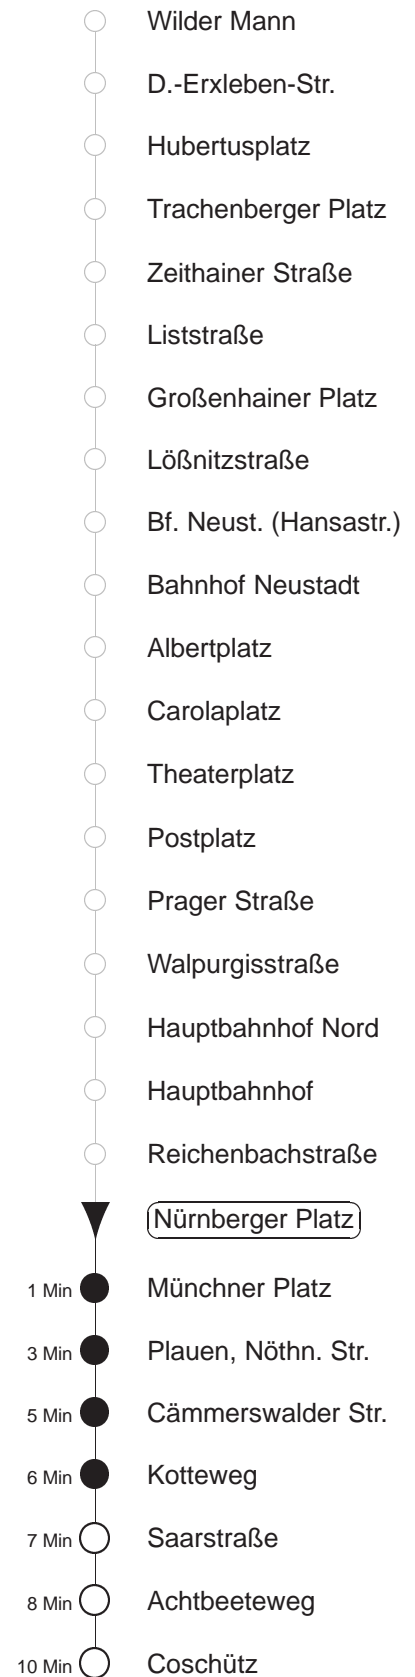 Wilder Mann
D.-Erxleben-Str.
Hubertusplatz
Trachenberger Platz
Zeithainer Straße
Liststraße
Großenhainer Platz
Lößnitzstraße
Bf. Neust. (Hansastr.)
Bahnhof Neustadt
Albertplatz
Carolaplatz
Theaterplatz
Postplatz
Prager Straße
Walpurgisstraße
Hauptbahnhof Nord
Hauptbahnhof
Reichenbachstraße
Nürnberger Platz
1 Min Münchner Platz
3 Min Plauen, Nöthn. Str.
5 Min Cämmerswalder Str.
6 Min Kotteweg
7 Min Saarstraße
8 Min Achtbeeteweg
10 Min Coschütz